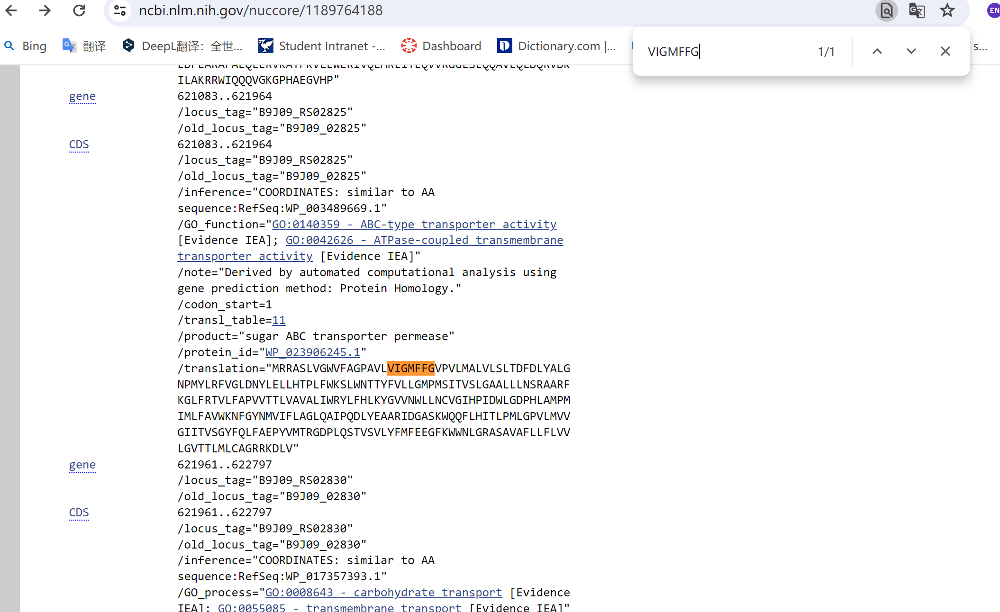 ncbi.nlm.nih.gov/nuccore/1189764188
EN
Bing 翻译 DeepL翻译：全世... Student Intranet -... Dashboard Dictionary.com |... s...
VIGMFFG 1/1
ILAKRRWIQQQVGKGPHAEGVHP"
gene 621083..621964
/locus_tag="B9J09_RS02825"
/old_locus_tag="B9J09_02825"
CDS 621083..621964
/locus_tag="B9J09_RS02825"
/old_locus_tag="B9J09_02825"
/inference="COORDINATES: similar to AA
sequence:RefSeq:WP_003489669.1"
/GO_function="GO:0140359 - ABC-type transporter activity
[Evidence IEA]; GO:0042626 - ATPase-coupled transmembrane
transporter activity [Evidence IEA]"
/note="Derived by automated computational analysis using
gene prediction method: Protein Homology."
/codon_start=1
/transl_table=11
/product="sugar ABC transporter permease"
/protein_id="WP_023906245.1"
/translation="MRRASLVGWVFAGPAVLVIGMFFGVPVLMALVLSLTDFDLYALG
NPMYLRFVGLDNYLELLHTPLFWKSLWNTTYFVLLGMPMSITVSLGAALLLNSRAARF
KGLFRTVLFAPVVTTLVAVALIWRYLFHLKYGVVNWLLNCVGIHPIDWLGDPHLAMPM
IMLFAVWKNFGYNMVIFLAGLQAIPQDLYEAARIDGASKWQQFLHITLPMLGPVLMVV
GIITVSGYFQLFAEPYVMTRGDPLQSTVSVLYFMFEEGFKWWNLGRASAVAFLLFLVV
LGVTTLMLCAGRRKDLV"
gene 621961..622797
/locus_tag="B9J09_RS02830"
/old_locus_tag="B9J09_02830"
CDS 621961..622797
/locus_tag="B9J09_RS02830"
/old_locus_tag="B9J09_02830"
/inference="COORDINATES: similar to AA
sequence:RefSeq:WP_017357393.1"
/GO_process="GO:0008643 - carbohydrate transport [Evidence
IEA]; GO:0055085 - transmembrane transport [Evidence IEA]"